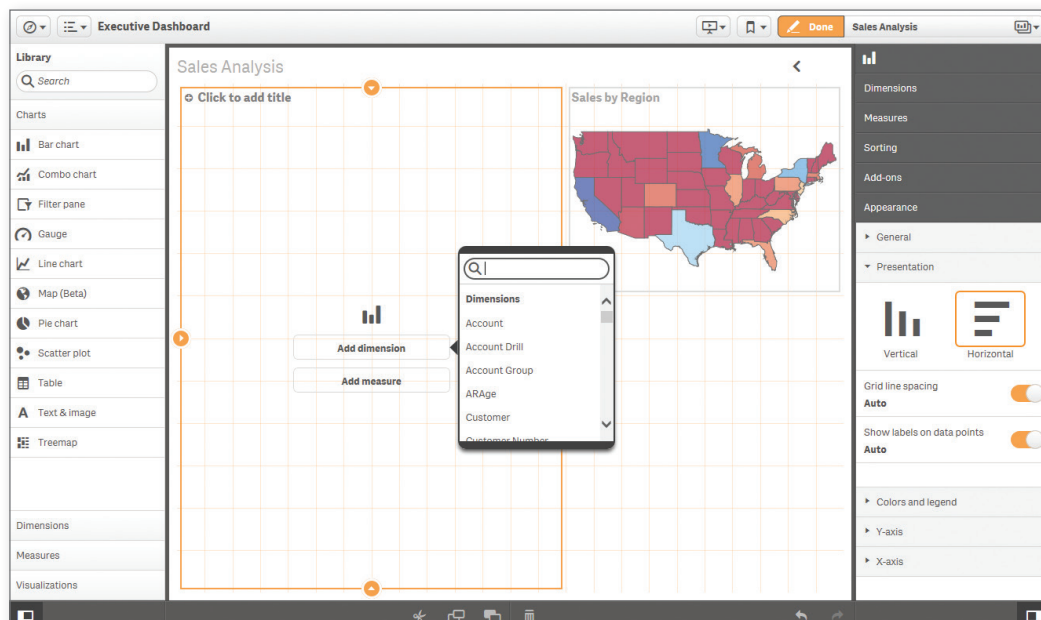 Executive Dashboard
Done
Sales Analysis
Library
Search
Charts
Bar chart
Combo chart
Filter pane
Gauge
Line chart
Map (Beta)
Pie chart
Scatter plot
Table
Text & image
Treemap
Dimensions
Measures
Visualizations
Sales Analysis
Click to add title
Sales by Region
Add dimension
Add measure
Dimensions
Account
Account Drill
Account Group
ARAge
Customer
Customer Number
Dimensions
Measures
Sorting
Add-ons
Appearance
General
Presentation
Vertical
Horizontal
Grid line spacing
Auto
Show labels on data points
Auto
Colors and legend
Y-axis
X-axis